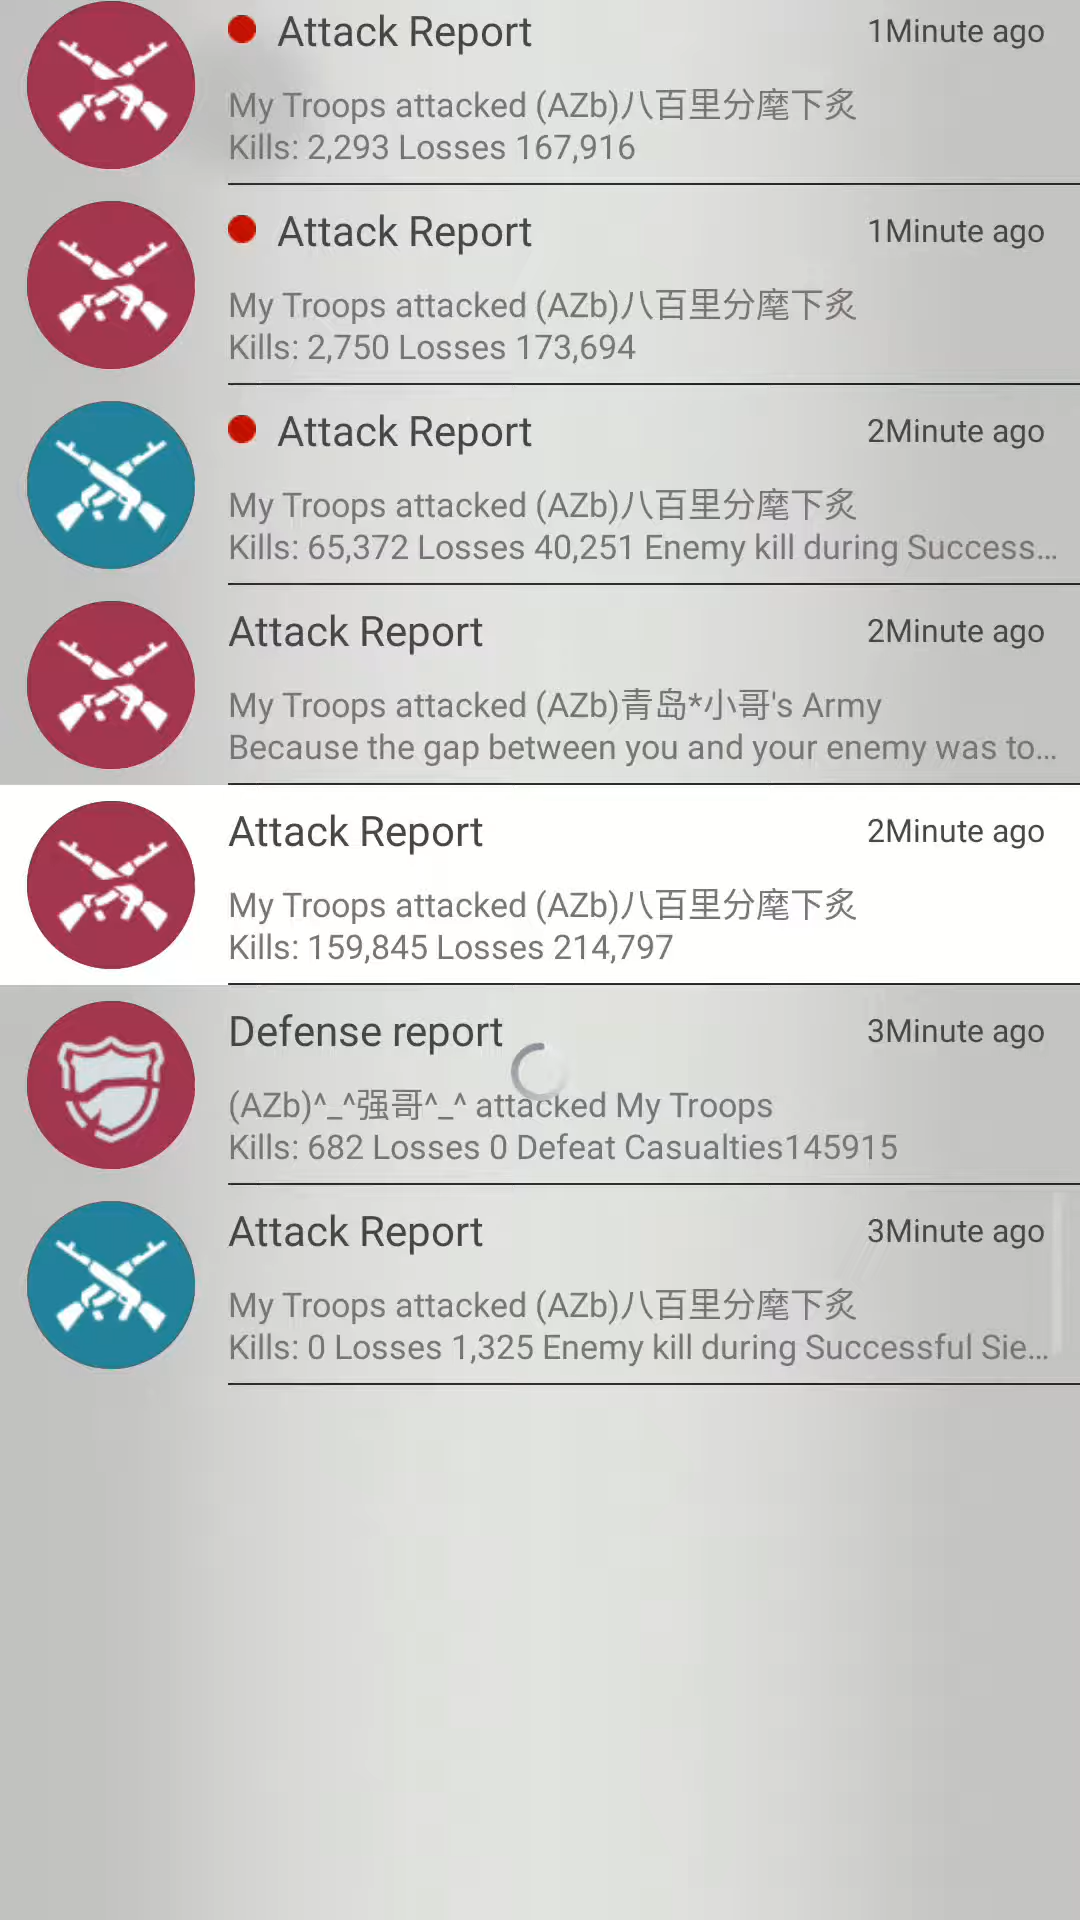 Attack Report
1Minute ago
My Troops attacked (AZb)八百里分麾下炙
Kills: 2,293 Losses 167,916
Attack Report
1Minute ago
My Troops attacked (AZb)八百里分麾下炙
Kills: 2,750 Losses 173,694
Attack Report
2Minute ago
My Troops attacked (AZb)八百里分麾下炙
Kills: 65,372 Losses 40,251 Enemy kill during Success...
Attack Report
2Minute ago
My Troops attacked (AZb)青岛*小哥's Army
Because the gap between you and your enemy was to...
Attack Report
2Minute ago
My Troops attacked (AZb)八百里分麾下炙
Kills: 159,845 Losses 214,797
Defense report
3Minute ago
(AZb)^_^强哥^_^ attacked My Troops
Kills: 682 Losses 0 Defeat Casualties145915
Attack Report
3Minute ago
My Troops attacked (AZb)八百里分麾下炙
Kills: 0 Losses 1,325 Enemy kill during Successful Sie...